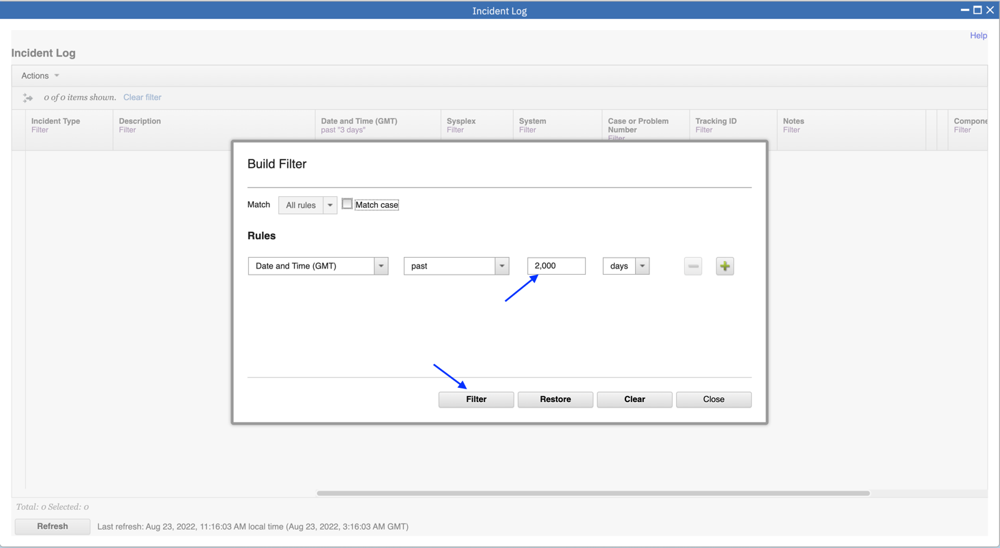 Incident Log
Help
Incident Log
Actions
0 of 0 items shown. Clear filter
Incident Type Description Date and Time (GMT) Sysplex System Case or Problem Number Tracking ID Notes Compone
Filter Filter past "3 days" Filter Filter Filter Filter Filter Filter
Build Filter
Match All rules Match case
Rules
Date and Time (GMT) past 2,000 days
Filter Restore Clear Close
Total: 0 Selected: 0
Refresh Last refresh: Aug 23, 2022, 11:16:03 AM local time (Aug 23, 2022, 3:16:03 AM GMT)